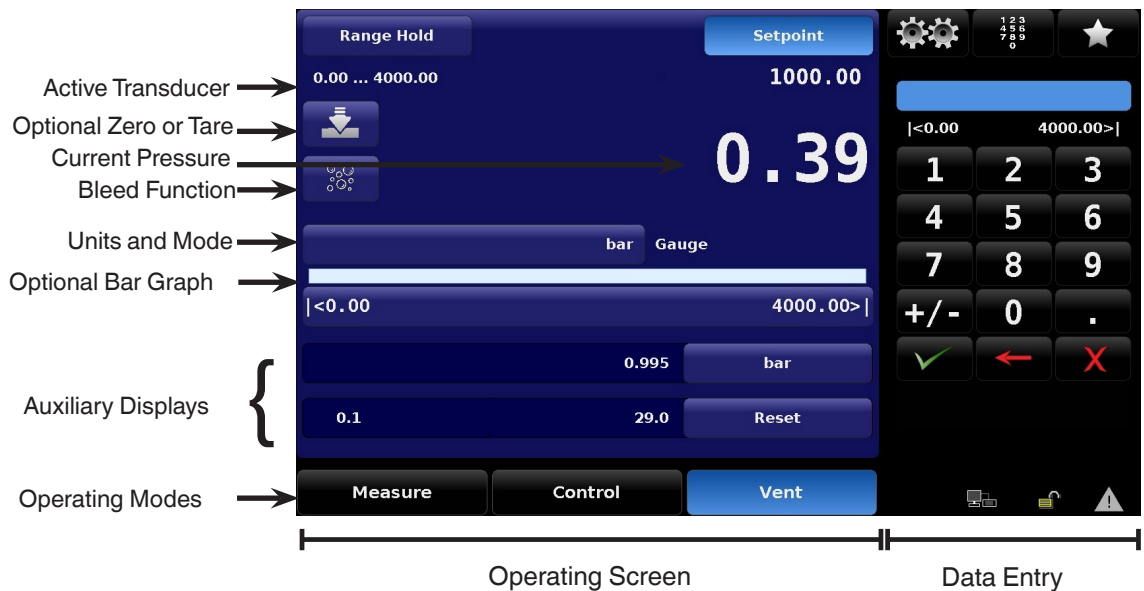 Range Hold
Setpoint
1 2 3
4 5 6
7 8 9
0
Active Transducer
0.00 ... 4000.00
1000.00
Optional Zero or Tare
|<0.00 4000.00>|
Current Pressure
0.39
Bleed Function
1 2 3
4 5 6
Units and Mode
bar Gauge
7 8 9
Optional Bar Graph
|<0.00 4000.00>|
+/- 0 .
0.995 bar
X
Auxiliary Displays
0.1 29.0 Reset
Operating Modes
Measure Control Vent
Operating Screen
Data Entry